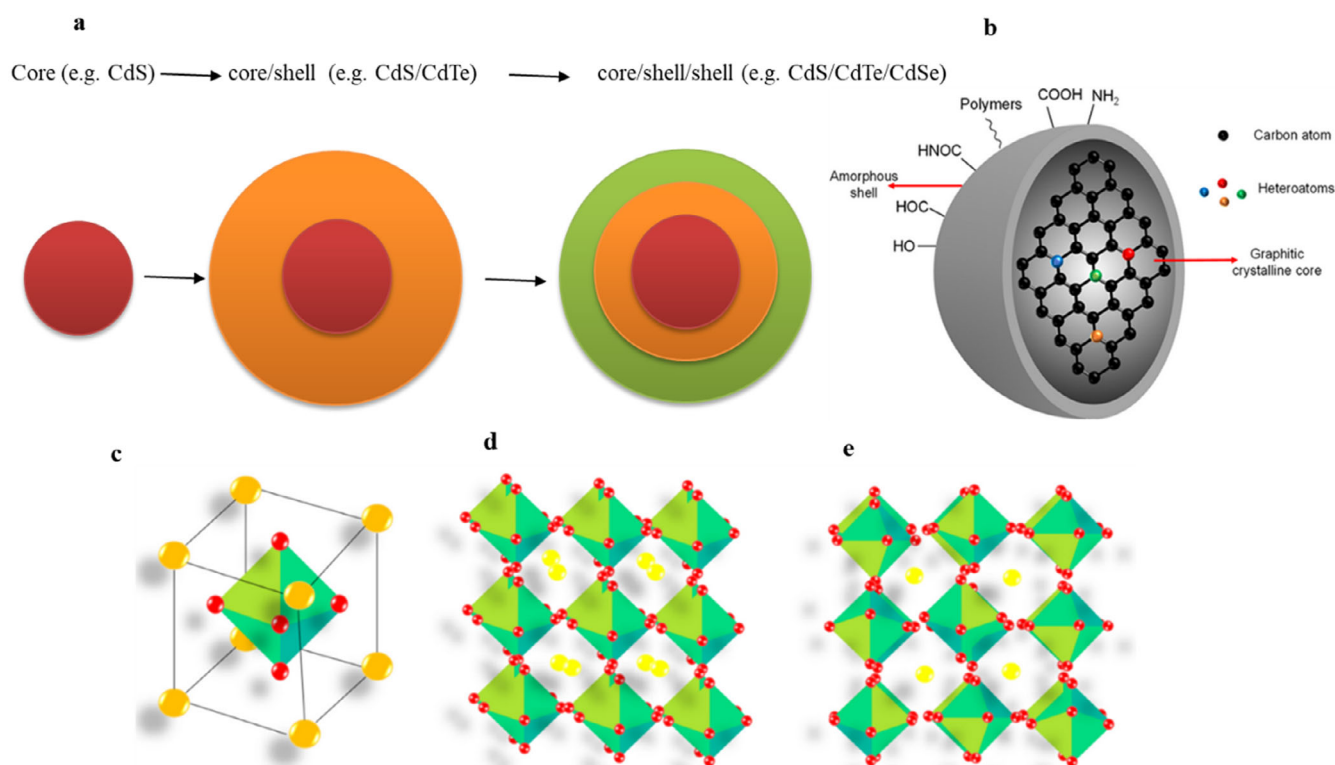 a
Core (e.g. CdS)
core/shell (e.g. CdS/CdTe)
core/shell/shell (e.g. CdS/CdTe/CdSe)
b
Polymers
COOH
NH₂
HNOC
Amorphous
shell
HOC
HO
Carbon atom
Heteroatoms
Graphitic
crystalline core
c
d
e